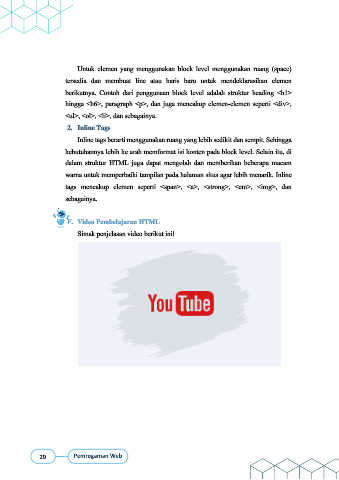 Untuk elemen yang menggunakan block level menggunakan ruang (space)
tersedia dan membuat line atau baris baru untuk mendeklarasikan elemen
berikutnya. Contoh dari penggunaan block level adalah struktur heading <h1>
hingga <h6>, paragraph <p>, dan juga mencakup elemen-elemen seperti <div>,
<ul>, <ol>, <li>, dan sebagainya.
2. Inline Tags
Inline tags berarti menggunakan ruang yang lebih sedikit dan sempit. Sehingga
kebutuhannya lebih ke arah memformat isi konten pada block level. Selain itu, di
dalam struktur HTML juga dapat mengolah dan memberikan beberapa macam
warna untuk memperbaiki tampilan pada halaman situs agar lebih menarik. Inline
tags mencakup elemen seperti <span>, <a>, <strong>, <em>, <img>, dan
sebagainya.
F. Video Pembelajaran HTML
Simak penjelasan video berikut ini!
YouTube
29 Pemrogaman Web